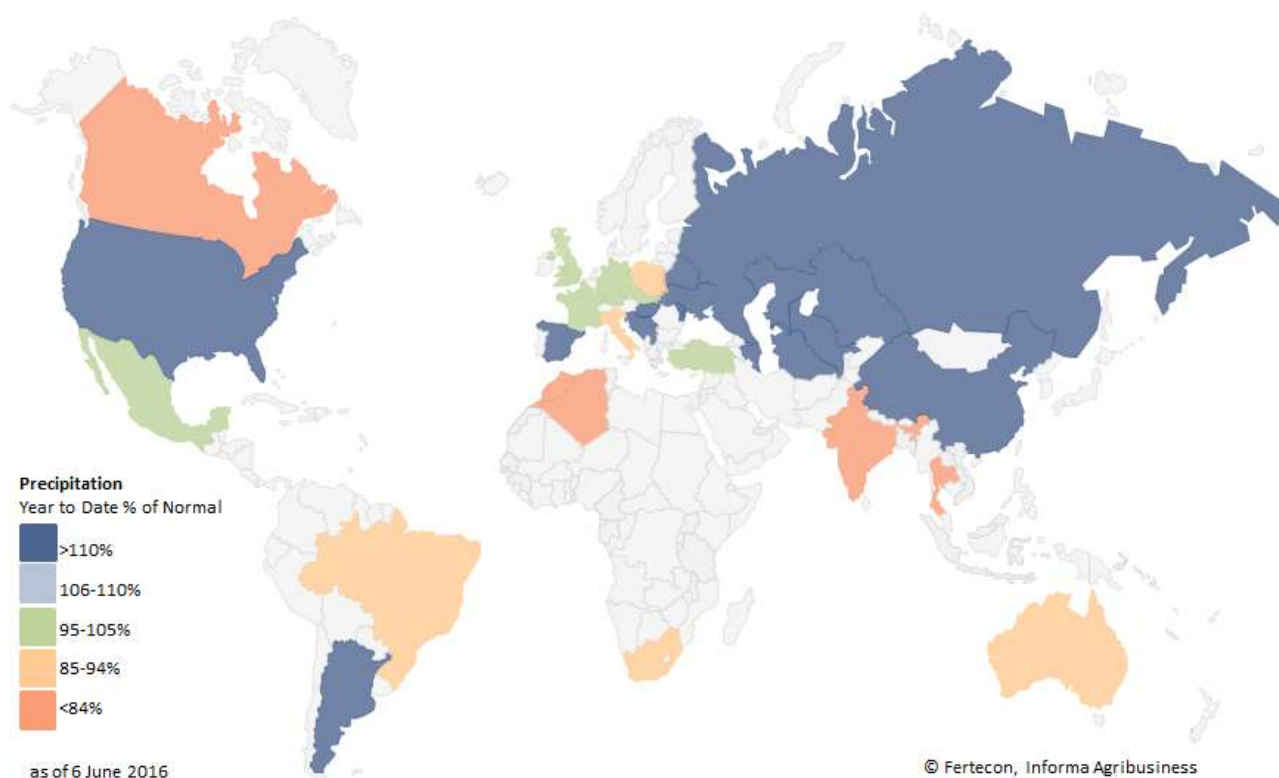 Precipitation
Year to Date % of Normal
>110%
106-110%
95-105%
85-94%
<84%
as of 6 June 2016
© Fertecon, Informa Agribusiness